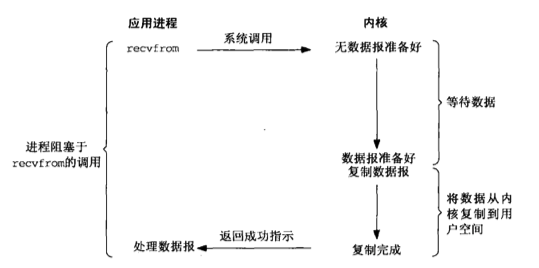 应用进程
内核
recvfrom
系统调用
无数据报准备好
等待数据
进程阻塞于
recvfrom的调用
数据报准备好
复制数据报
将数据从内
核复制到用
户空间
处理数据报
返回成功指示
复制完成